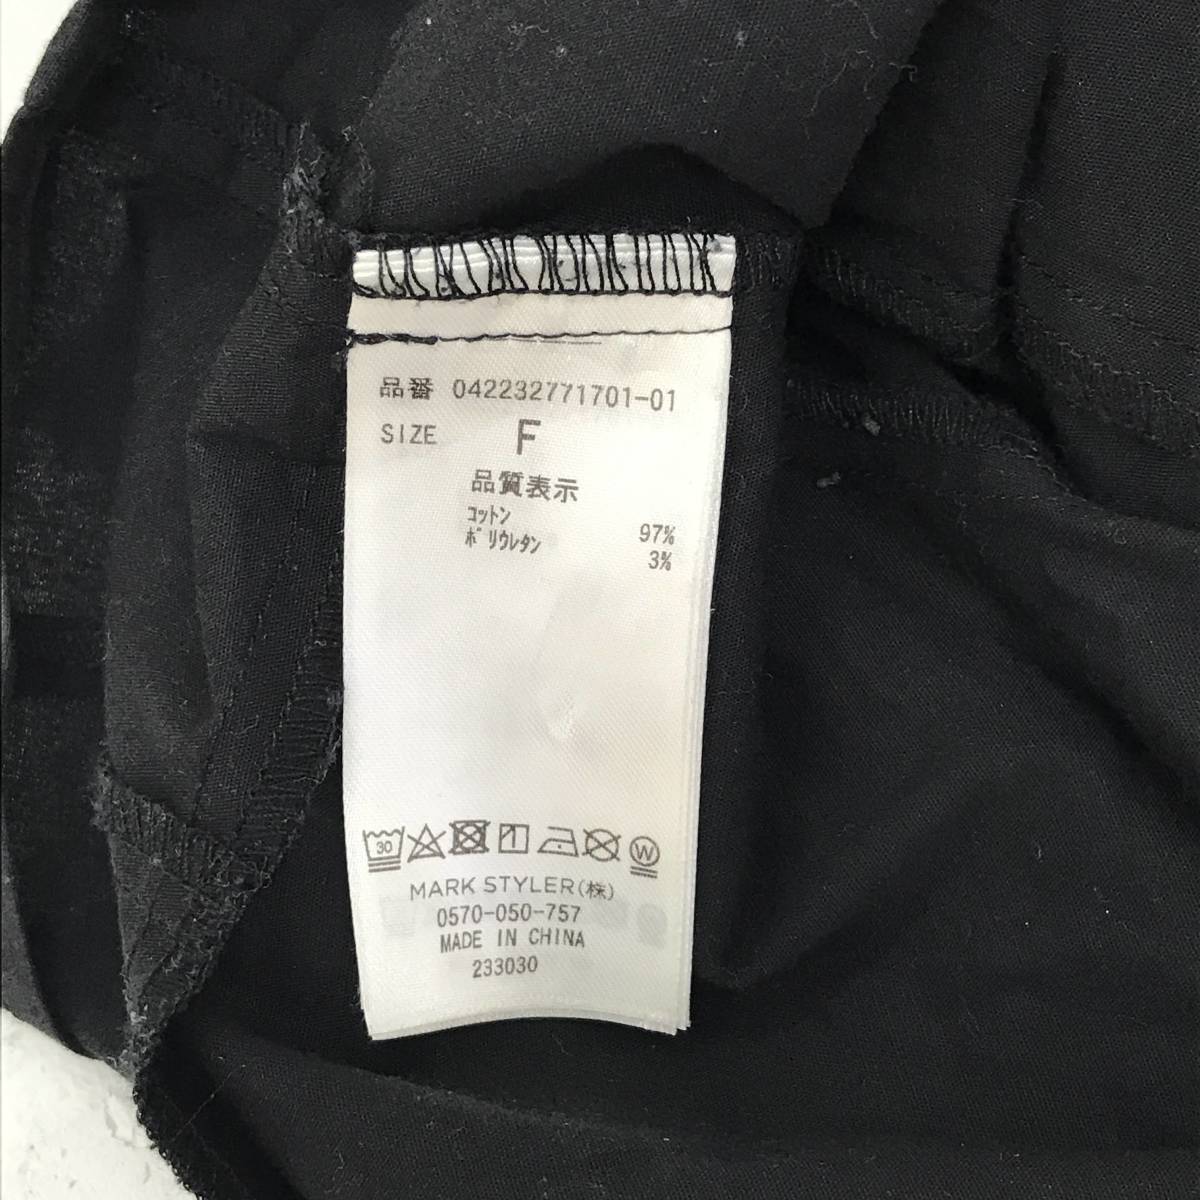 品番 042232771701-01
SIZE F
品質表示
コットン 97%
ポリウレタン 3%
30 W
MARK STYLER(株)
0570-050-757
MADE IN CHINA
233030